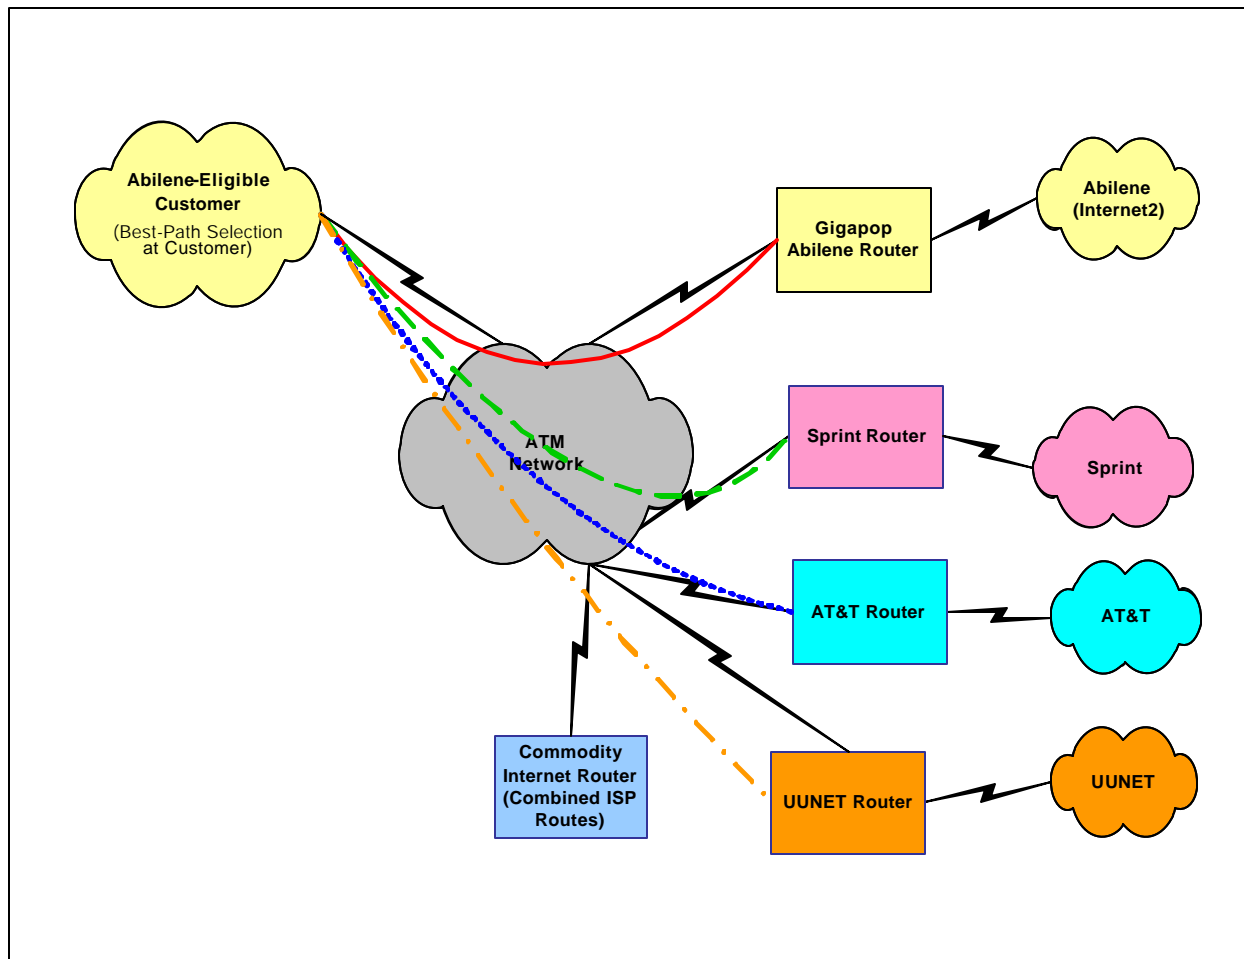 Abilene-Eligible
Customer
(Best-Path Selection
at Customer)
Gigapop
Abilene Router
Abilene
(Internet2)
ATM
Network
Sprint Router
Sprint
AT&T Router
AT&T
Commodity
Internet Router
(Combined ISP
Routes)
UUNET Router
UUNET